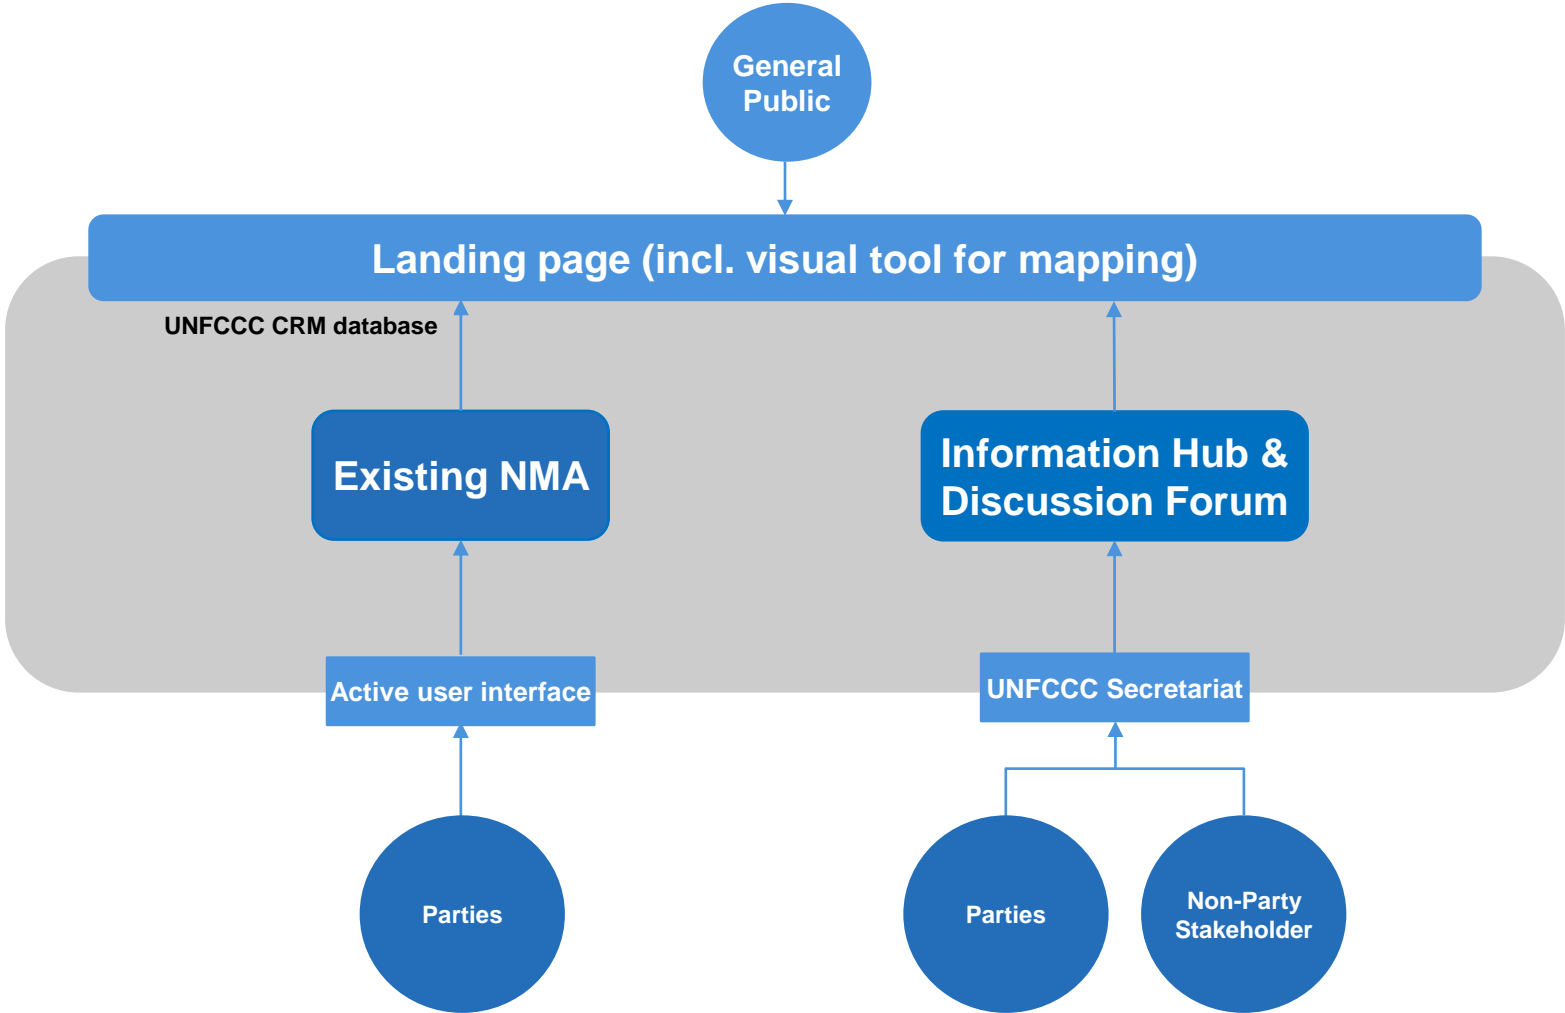 General
Public
Landing page (incl. visual tool for mapping)
UNFCCC CRM database
Existing NMA
Information Hub &
Discussion Forum
Active user interface
UNFCCC Secretariat
Parties
Parties
Non-Party
Stakeholder